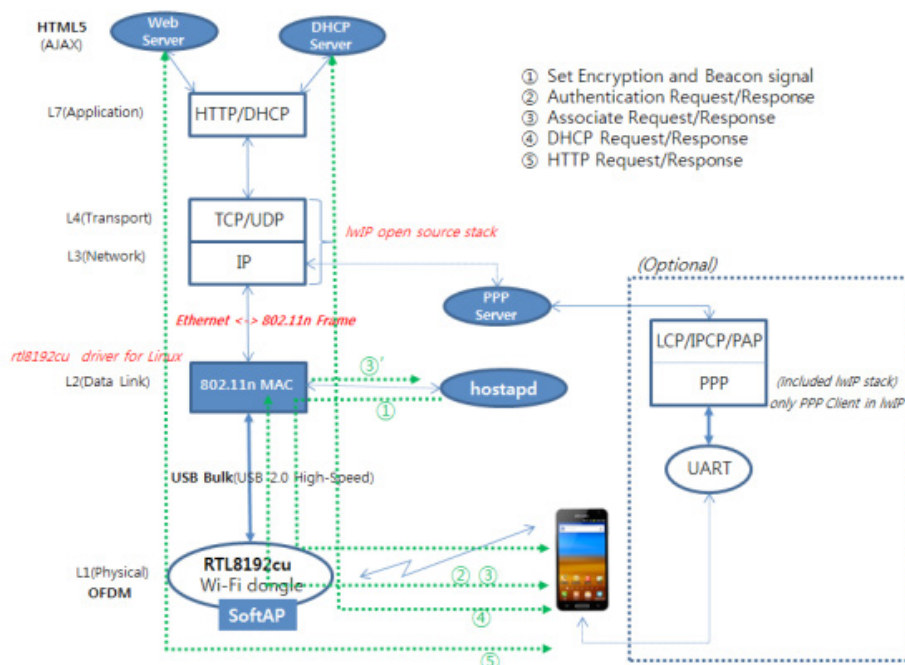 HTML5
(AJAX)
Web
Server
DHCP
Server
① Set Encryption and Beacon signal
② Authentication Request/Response
③ Associate Request/Response
④ DHCP Request/Response
⑤ HTTP Request/Response
L7(Application)
HTTP/DHCP
L4(Transport)
TCP/UDP
lwIP open source stack
L3(Network)
IP
(Optional)
PPP
Server
Ethernet <-> 802.11n Frame
rtl8192cu driver for Linux
LCP/IPCP/PAP
PPP
(Included lwIP stack)
only PPP Client in lwIP
L2(Data Link)
802.11n MAC
③'
①
hostapd
UART
USB Bulk(USB 2.0 High-Speed)
L1(Physical)
OFDM
RTL8192cu
Wi-Fi dongle
SoftAP
② ③
④
⑤